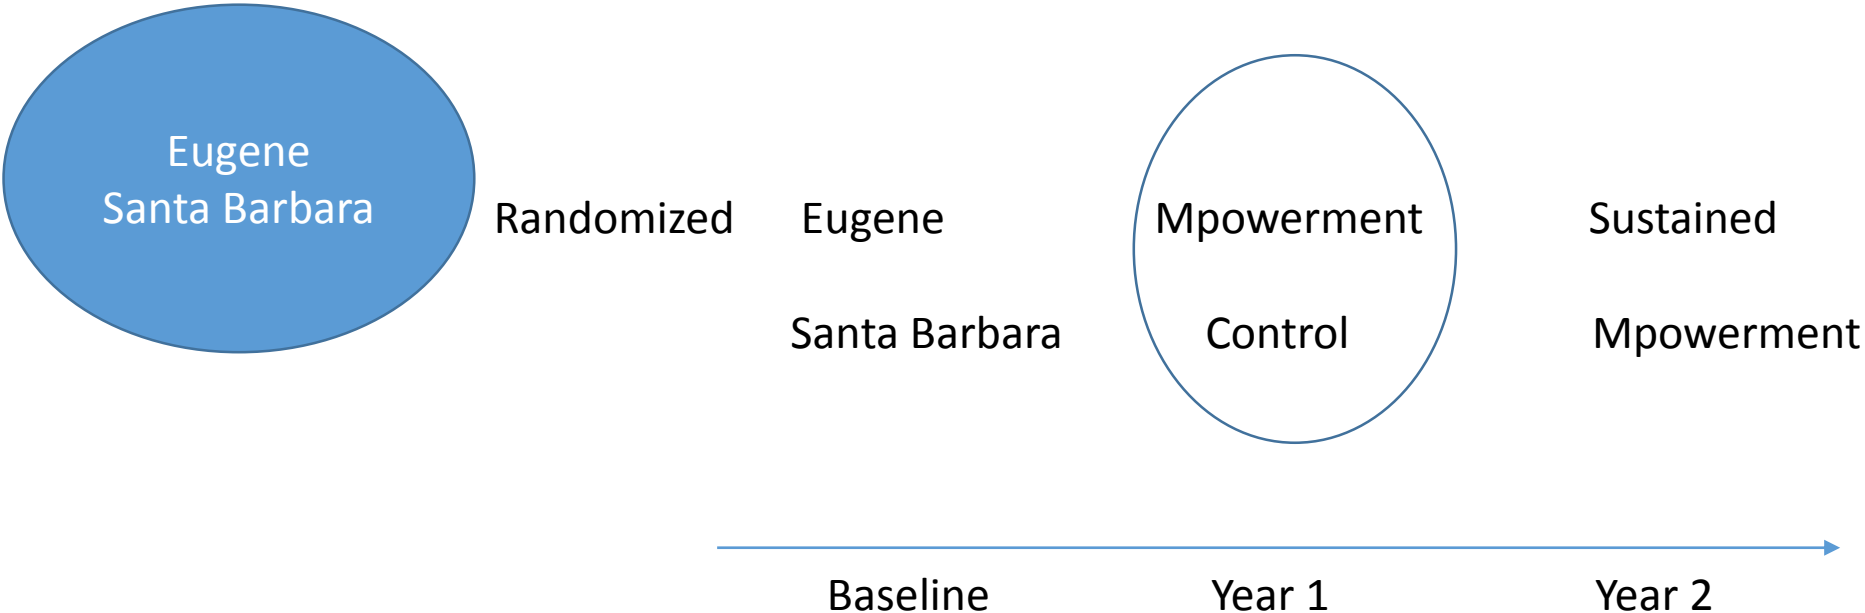 Eugene
Santa Barbara
Randomized Eugene Mpowerment Sustained
Santa Barbara Control Mpowerment
Baseline Year 1 Year 2